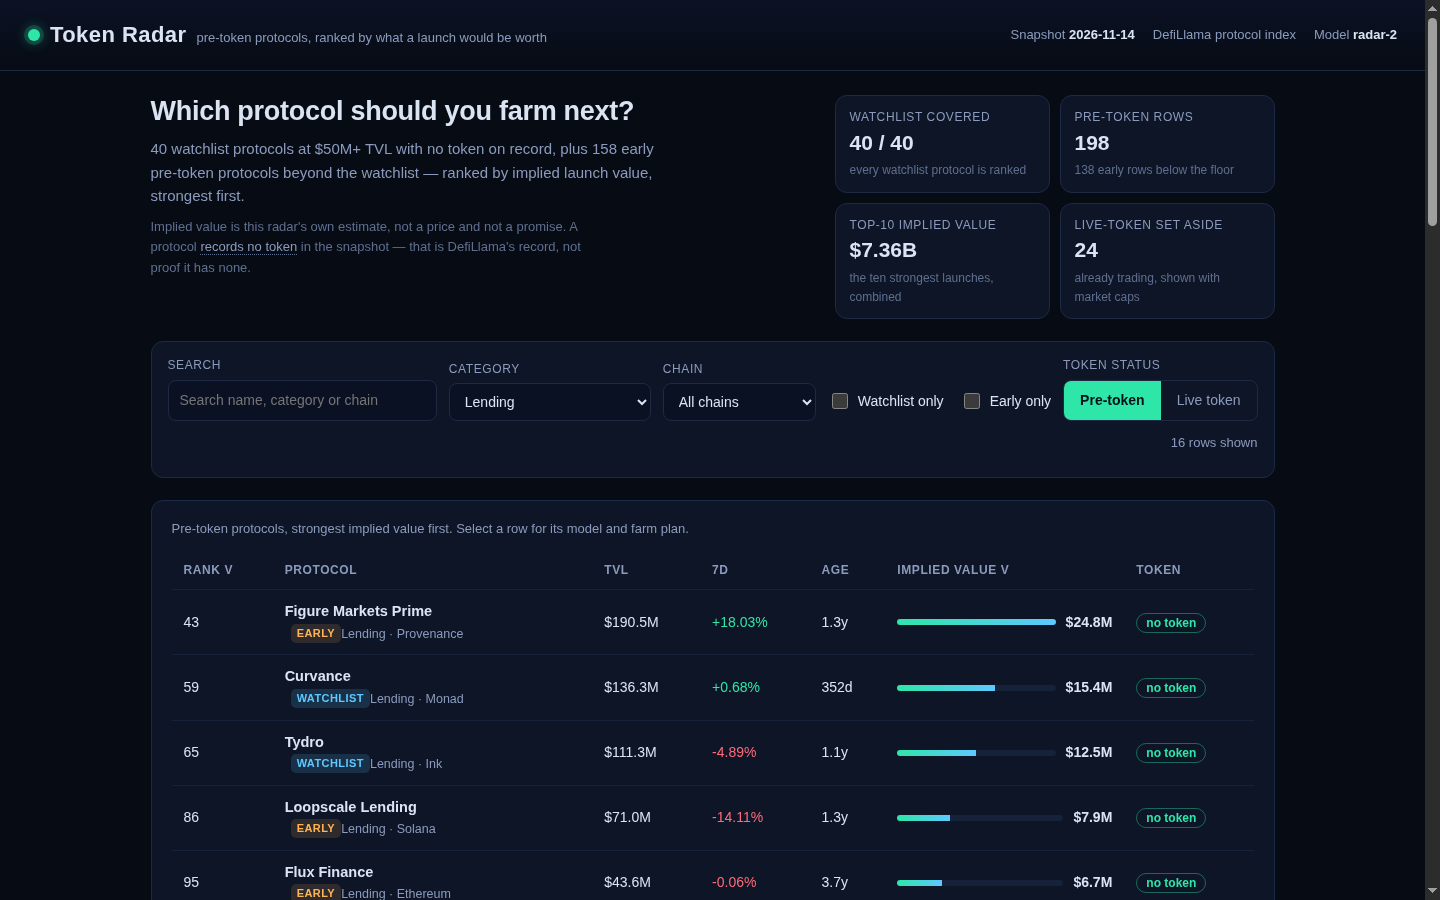 Token Radar pre-token protocols, ranked by what a launch would be worth
Snapshot 2026-11-14 DefiLlama protocol index Model radar-2
Which protocol should you farm next?
40 watchlist protocols at $50M+ TVL with no token on record, plus 158 early
pre-token protocols beyond the watchlist — ranked by implied launch value,
strongest first.
Implied value is this radar's own estimate, not a price and not a promise. A
protocol records no token in the snapshot — that is DefiLlama's record, not
proof it has none.
WATCHLIST COVERED
40 / 40
every watchlist protocol is ranked
PRE-TOKEN ROWS
198
138 early rows below the floor
TOP-10 IMPLIED VALUE
$7.36B
the ten strongest launches,
combined
LIVE-TOKEN SET ASIDE
24
already trading, shown with
market caps
SEARCH
Search name, category or chain
CATEGORY
Lending
CHAIN
All chains
Watchlist only
Early only
TOKEN STATUS
Pre-token Live token
16 rows shown
Pre-token protocols, strongest implied value first. Select a row for its model and farm plan.
RANK V PROTOCOL TVL 7D AGE IMPLIED VALUE V TOKEN
43 Figure Markets Prime $190.5M +18.03% 1.3y $24.8M no token
EARLY Lending · Provenance
59 Curvance $136.3M +0.68% 352d $15.4M no token
WATCHLIST Lending · Monad
65 Tydro $111.3M -4.89% 1.1y $12.5M no token
WATCHLIST Lending · Ink
86 Loopscale Lending $71.0M -14.11% 1.3y $7.9M no token
EARLY Lending · Solana
95 Flux Finance $43.6M -0.06% 3.7y $6.7M no token
EARLY Lending · Ethereum